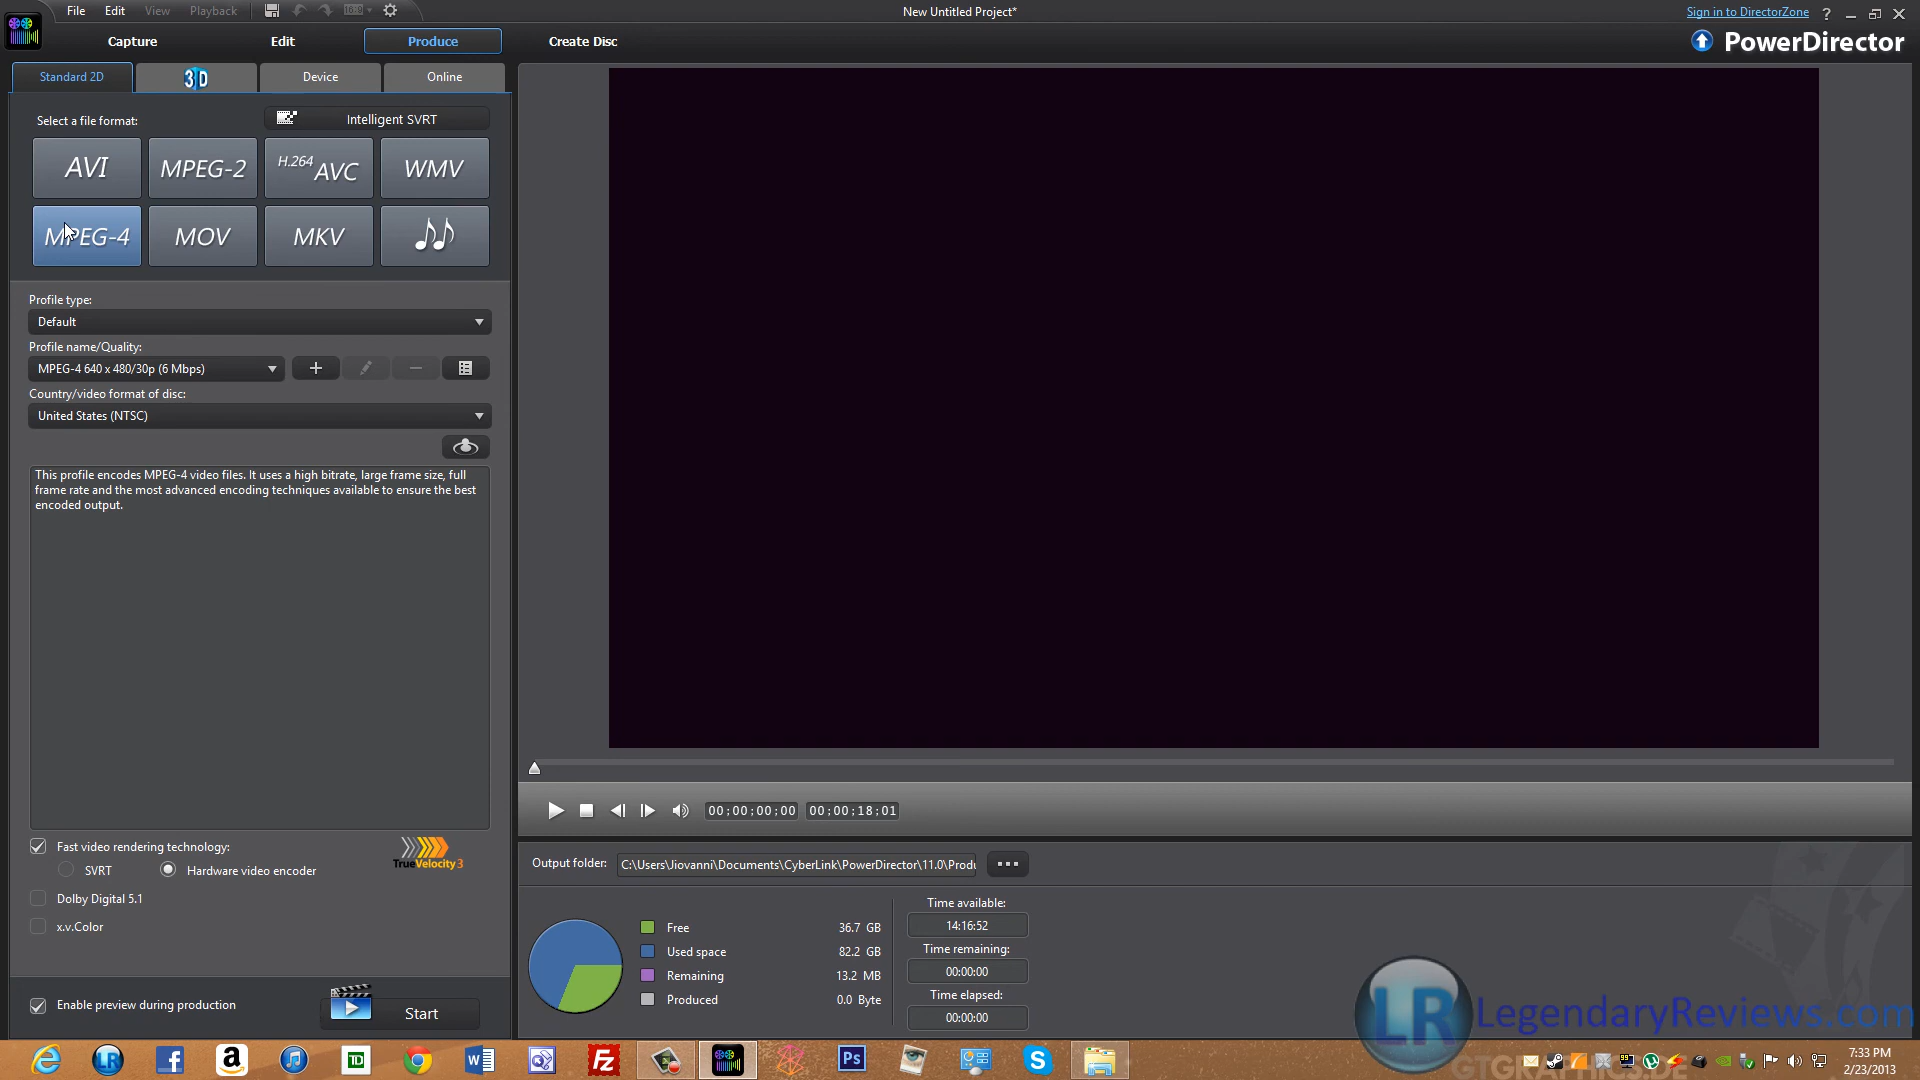 File Edit View Playback
New Untitled Project*
Sign in to DirectorZone ?
Capture Edit Produce Create Disc
PowerDirector
Standard 2D 3D Device Online
Select a file format: Intelligent SVRT
AVI MPEG-2 H.264 AVC WMV
MPEG-4 MOV MKV
Profile type:
Default
Profile name/Quality:
MPEG-4 640 x 480/30p (6 Mbps)
Country/video format of disc:
United States (NTSC)
This profile encodes MPEG-4 video files. It uses a high bitrate, large frame size, full
frame rate and the most advanced encoding techniques available to ensure the best
encoded output.
Fast video rendering technology:
TrueVelocity 3
SVRT Hardware video encoder
Dolby Digital 5.1
x.v.Color
Enable preview during production
Start
00;00;00;00 00;00;18;01
Output folder: C:\Users\Jiovanni\Documents\CyberLink\PowerDirector\11.0\Produ
Free 36.7 GB
Used space 82.2 GB
Remaining 13.2 MB
Produced 0.0 Byte
Time available:
14:16:52
Time remaining:
00:00:00
Time elapsed:
00:00:00
LR LegendaryReviews.com
GTGRAPHICS.DE
LR TD Fz Ps
7:33 PM
2/23/2013